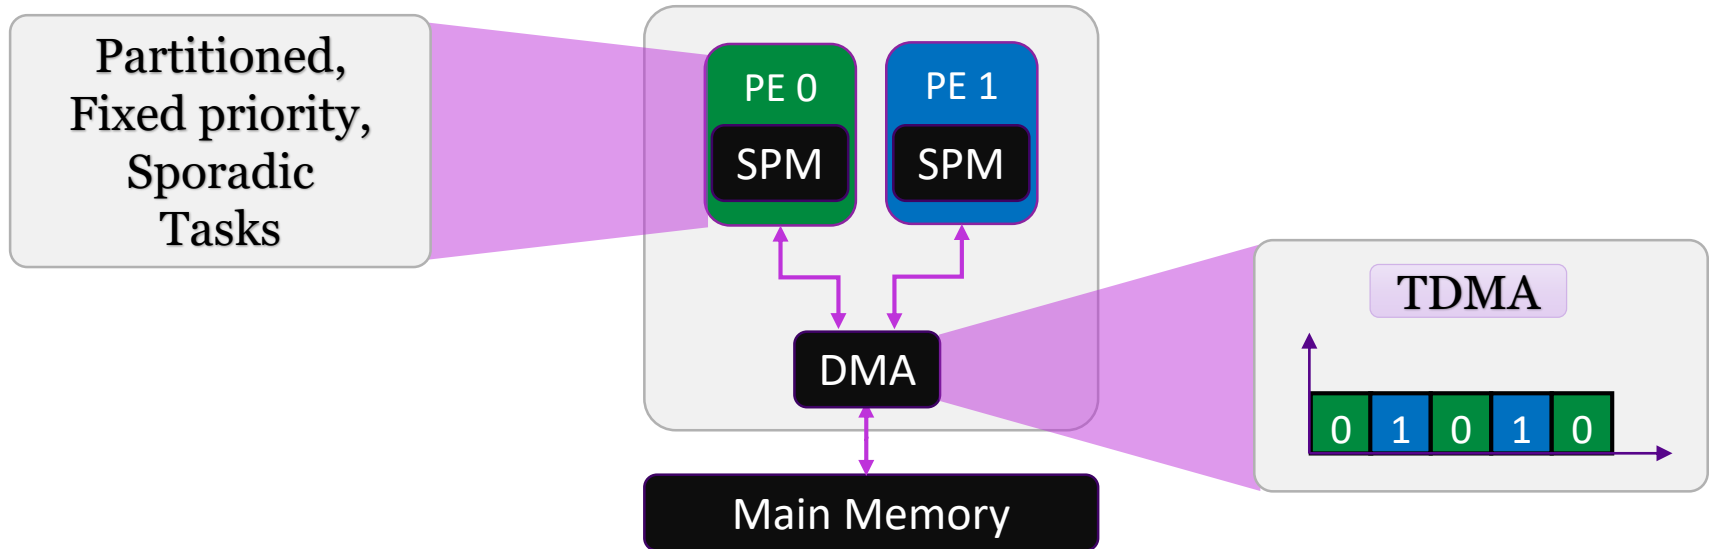 Partitioned,
Fixed priority,
Sporadic
Tasks
PE 0
SPM
PE 1
SPM
DMA
Main Memory
TDMA
0 1 0 1 0